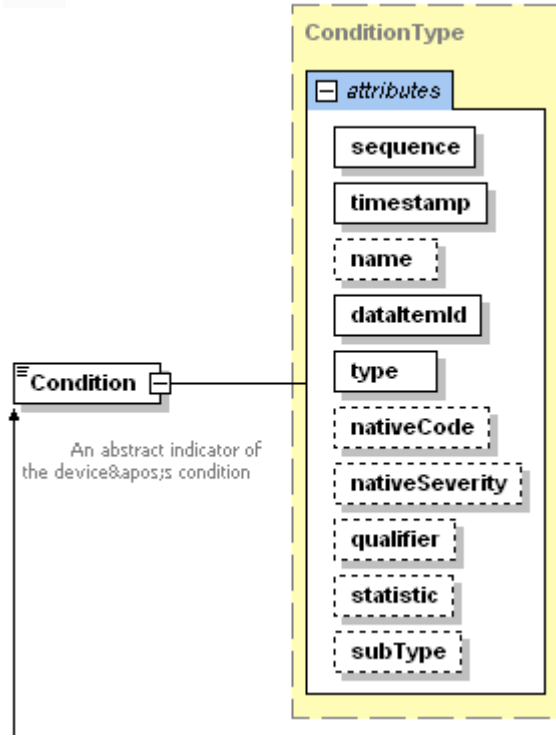 ConditionType
attributes
sequence
timestamp
name
dataItemId
type
Condition
An abstract indicator of
the device&apos;s condition
nativeCode
nativeSeverity
qualifier
statistic
subType